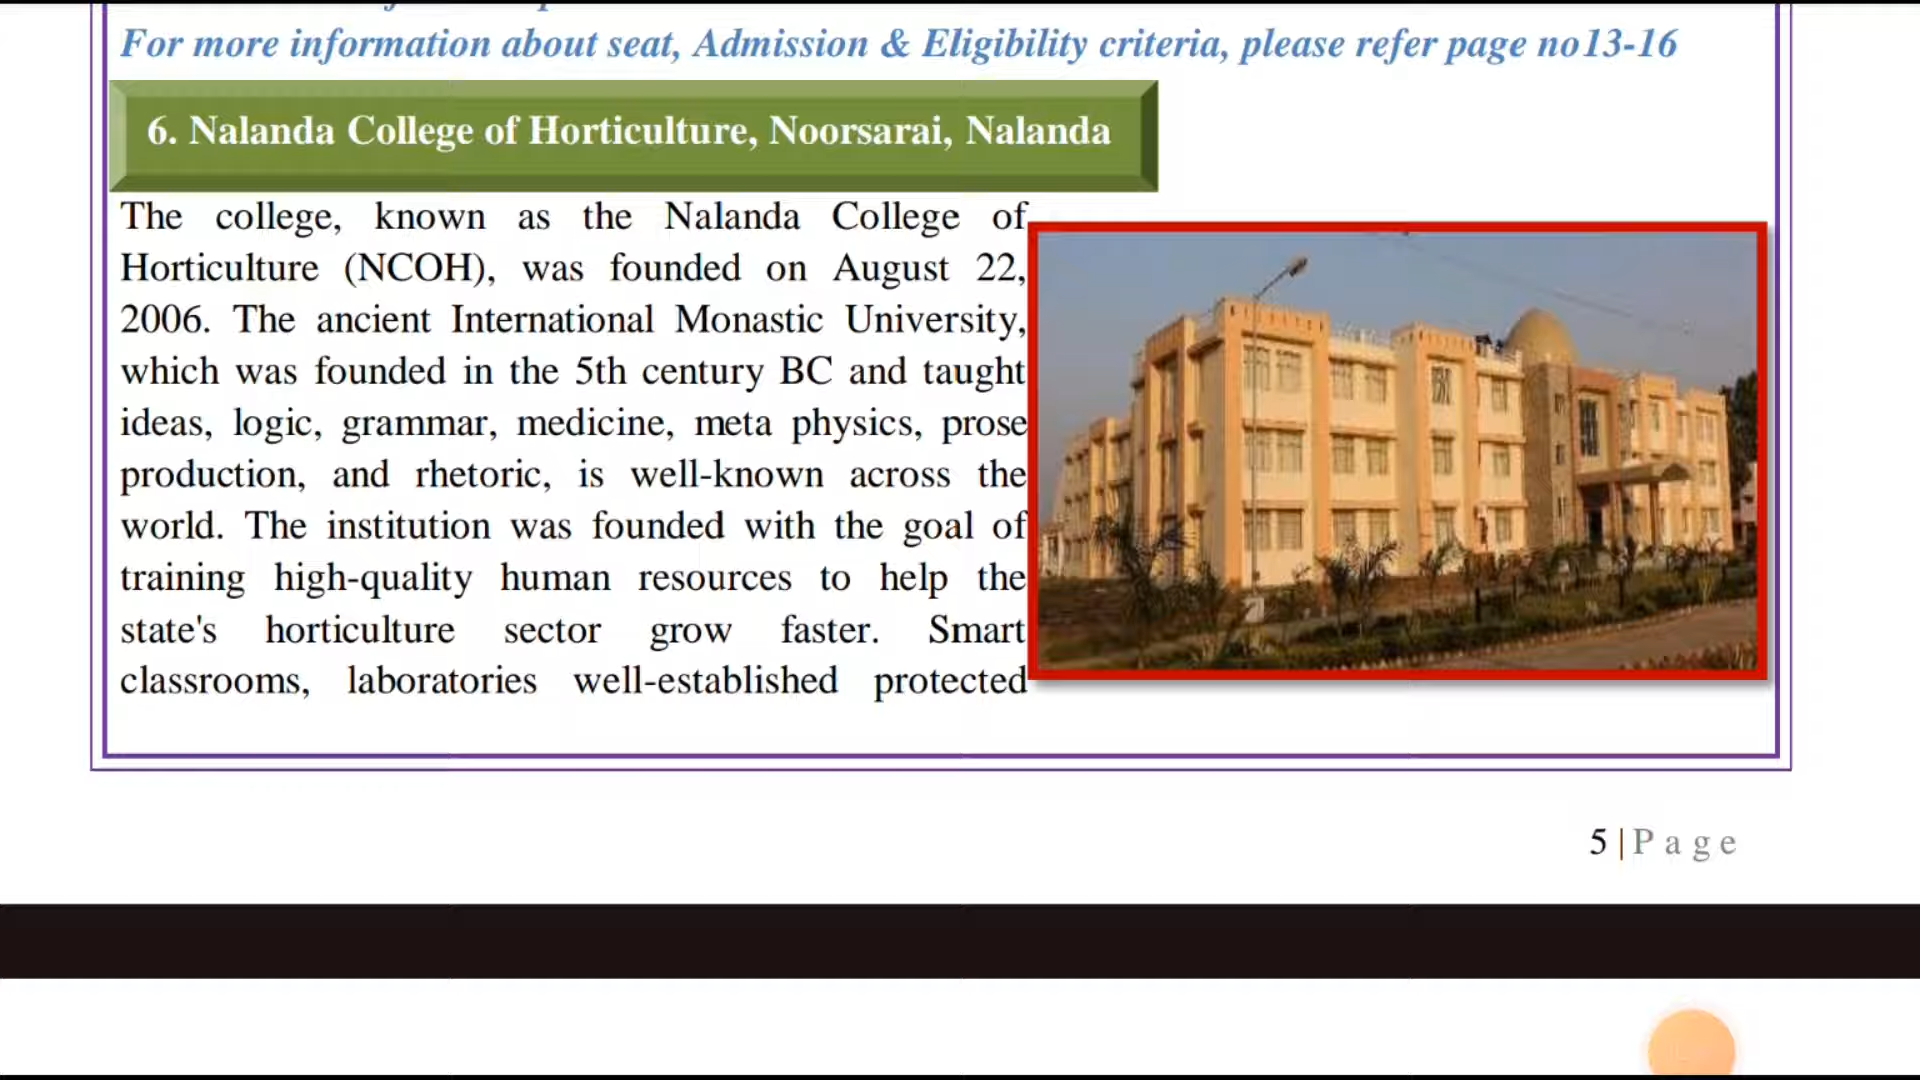 For more information about seat, Admission & Eligibility criteria, please refer page no13-16
6. Nalanda College of Horticulture, Noorsarai, Nalanda
The college, known as the Nalanda College of
Horticulture (NCOH), was founded on August 22,
2006. The ancient International Monastic University,
which was founded in the 5th century BC and taught
ideas, logic, grammar, medicine, meta physics, prose
production, and rhetoric, is well-known across the
world. The institution was founded with the goal of
training high-quality human resources to help the
state's horticulture sector grow faster. Smart
classrooms, laboratories well-established protected
5 | P a g e